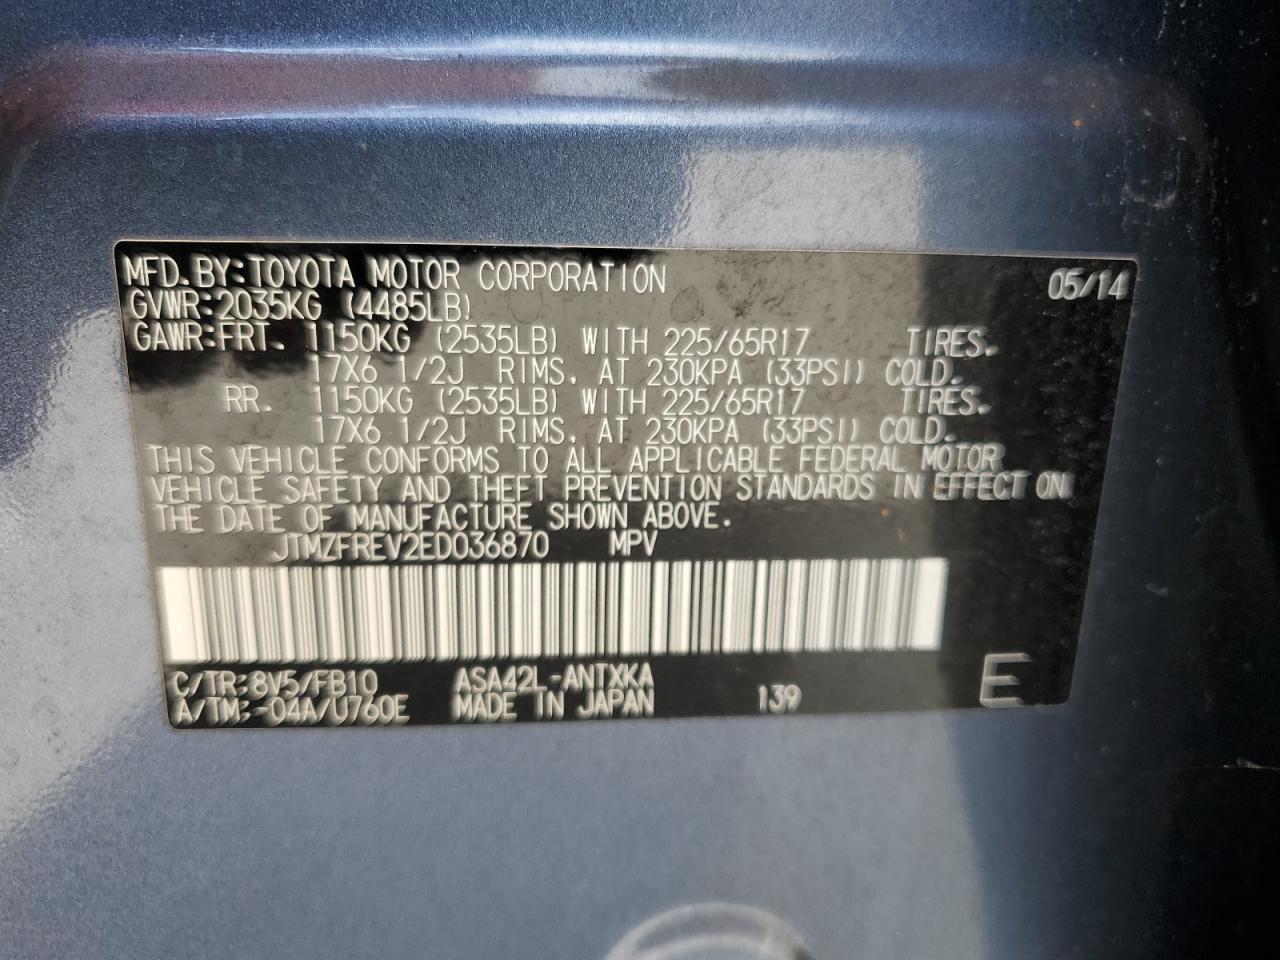 MFD.BY:TOYOTA MOTOR CORPORATION 05/14
GVWR:2035KG (4485LB)
GAWR:FRT. 1150KG (2535LB) WITH 225/65R17 TIRES.
17X6 1/2J RIMS, AT 230KPA (33PSI) COLD.
RR. 1150KG (2535LB) WITH 225/65R17 TIRES.
17X6 1/2J RIMS, AT 230KPA (33PSI) COLD.
THIS VEHICLE CONFORMS TO ALL APPLICABLE FEDERAL MOTOR
VEHICLE SAFETY AND THEFT PREVENTION STANDARDS IN EFFECT ON
THE DATE OF MANUFACTURE SHOWN ABOVE.
JTMZFREV2ED036870 MPV
C/TR:8V5/FB10 ASA42L-ANTXKA
A/TM:-04A/U760E MADE IN JAPAN 139 E